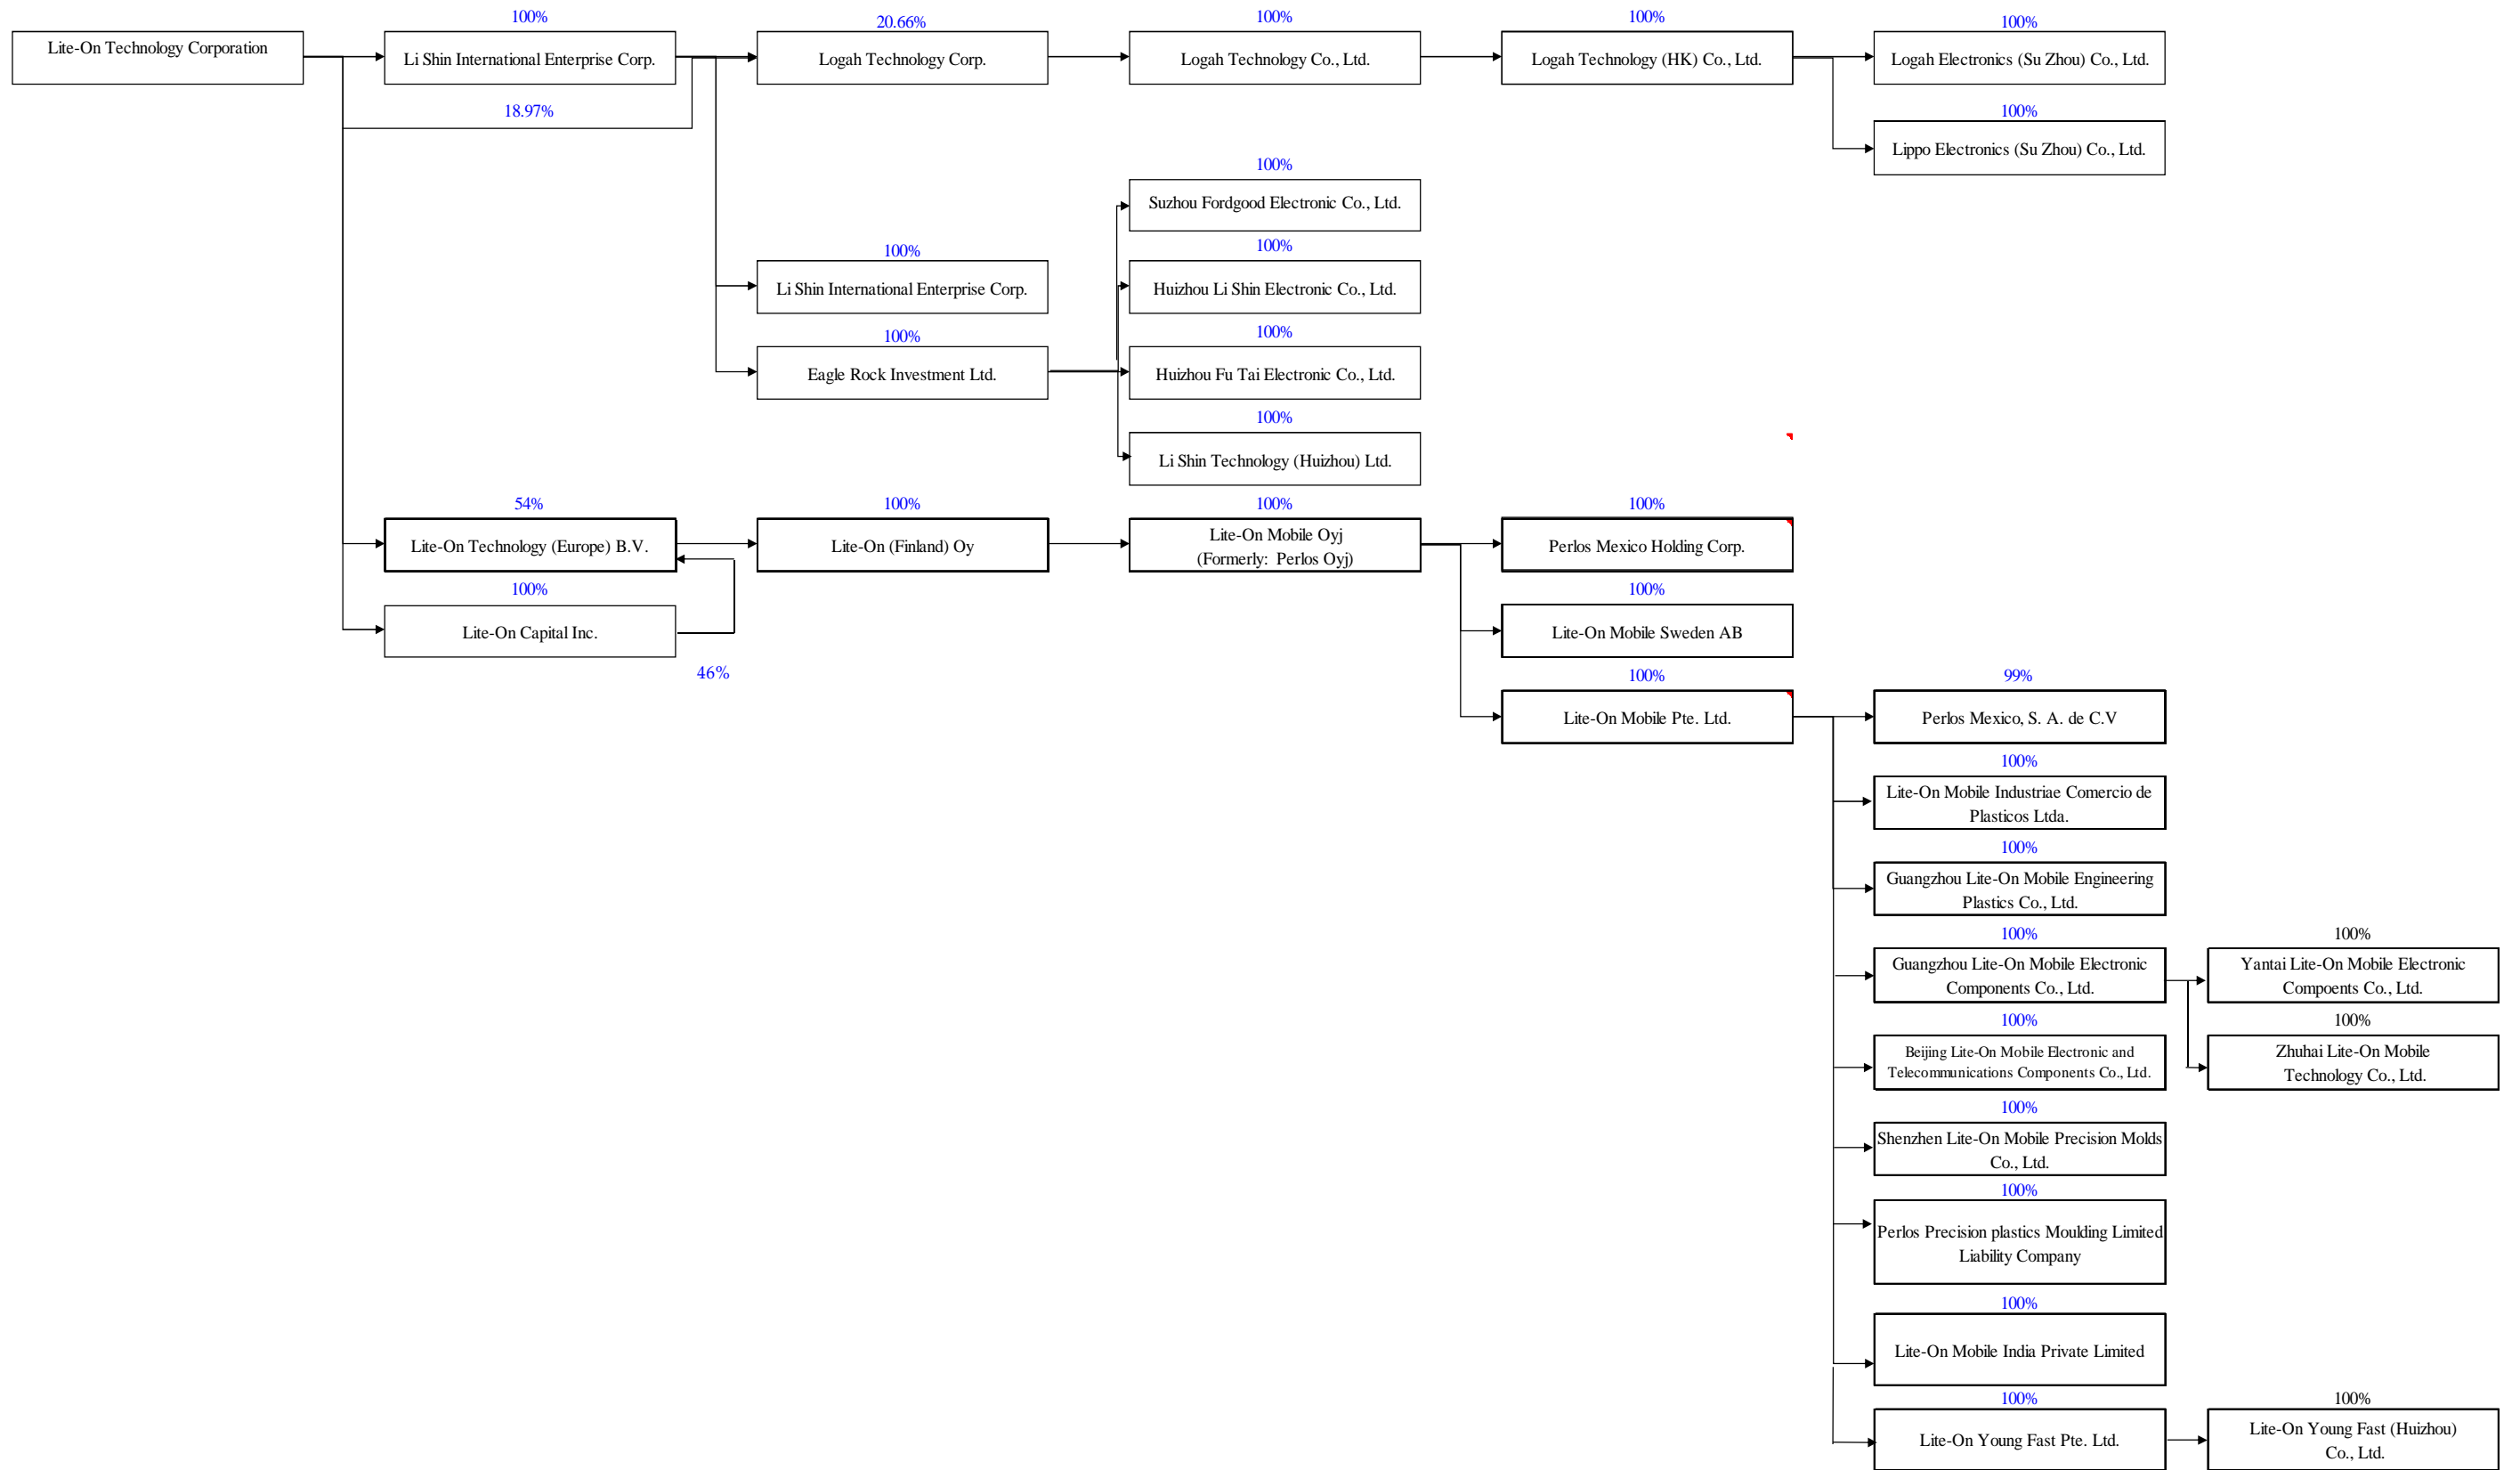 100%
20.66%
100%
100%
100%
Lite-On Technology Corporation
Li Shin International Enterprise Corp.
Logah Technology Corp.
Logah Technology Co., Ltd.
Logah Technology (HK) Co., Ltd.
Logah Electronics (Su Zhou) Co., Ltd.
18.97%
100%
Lippo Electronics (Su Zhou) Co., Ltd.
100%
Suzhou Fordgood Electronic Co., Ltd.
100%
100%
Li Shin International Enterprise Corp.
Huizhou Li Shin Electronic Co., Ltd.
100%
100%
Eagle Rock Investment Ltd.
Huizhou Fu Tai Electronic Co., Ltd.
100%
Li Shin Technology (Huizhou) Ltd.
54%
100%
100%
100%
Lite-On Technology (Europe) B.V.
Lite-On (Finland) Oy
Lite-On Mobile Oyj
(Formerly: Perlos Oyj)
Perlos Mexico Holding Corp.
100%
100%
Lite-On Capital Inc.
Lite-On Mobile Sweden AB
46%
100%
99%
Lite-On Mobile Pte. Ltd.
Perlos Mexico, S. A. de C.V
100%
Lite-On Mobile Industriae Comercio de
Plasticos Ltda.
100%
Guangzhou Lite-On Mobile Engineering
Plastics Co., Ltd.
100%
100%
Guangzhou Lite-On Mobile Electronic
Components Co., Ltd.
Yantai Lite-On Mobile Electronic
Compoents Co., Ltd.
100%
100%
Beijing Lite-On Mobile Electronic and
Telecommunications Components Co., Ltd.
Zhuhai Lite-On Mobile
Technology Co., Ltd.
100%
Shenzhen Lite-On Mobile Precision Molds
Co., Ltd.
100%
Perlos Precision plastics Moulding Limited
Liability Company
100%
Lite-On Mobile India Private Limited
100%
100%
Lite-On Young Fast Pte. Ltd.
Lite-On Young Fast (Huizhou)
Co., Ltd.